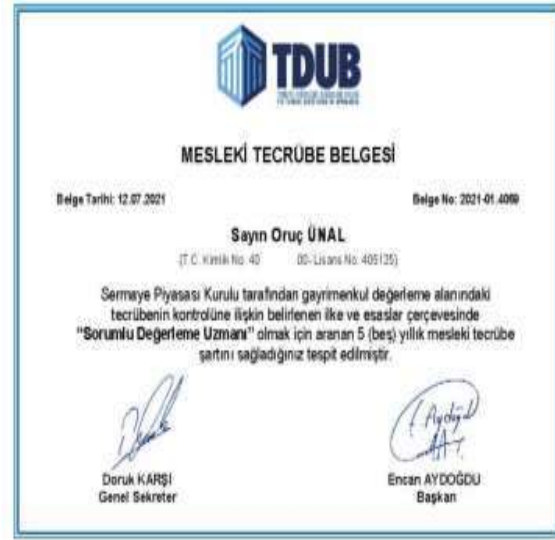 TDUB
MESLEKİ TECRÜBE BELGESİ
Belge Tarihi: 12.07.2021
Belge No: 2021-01.4069
Sayın Oruç ÜNAL
(T.C. Kimlik No: 40 00- Lisans No: 405125)
Sermaye Piyasası Kurulu tarafından gayrimenkul değerleme alanındaki
tecrübenin kontrolüne ilişkin belirlenen ilke ve esaslar çerçevesinde
"Sorumlu Değerleme Uzmanı" olmak için aranan 5 (beş) yıllık mesleki tecrübe
şartını sağladığınız tespit edilmiştir.
Doruk KARŞI
Genel Sekreter
Encan AYDOĞDU
Başkan